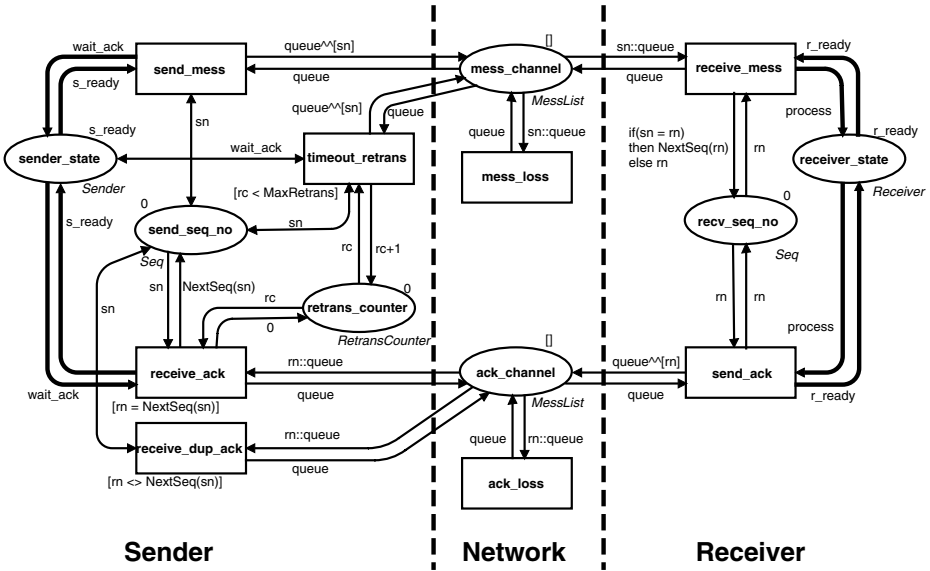 wait_ack
s_ready
send_mess
queue^^[sn]
queue
[]
mess_channel
MessList
sn::queue
queue
receive_mess
r_ready
process
queue^^[sn]
queue
sn
s_ready
sender_state
Sender
wait_ack
timeout_retrans
[rc < MaxRetrans]
queue
sn::queue
mess_loss
if(sn = rn)
then NextSeq(rn)
else rn
rn
r_ready
receiver_state
Receiver
s_ready
0
send_seq_no
Seq
sn
rc
rc+1
0
recv_seq_no
Seq
sn
sn
NextSeq(sn)
rc
0
0
retrans_counter
RetransCounter
rn
rn
process
wait_ack
receive_ack
[rn = NextSeq(sn)]
rn::queue
queue
[]
ack_channel
MessList
queue^^[rn]
queue
send_ack
r_ready
receive_dup_ack
[rn <> NextSeq(sn)]
rn::queue
queue
queue
rn::queue
ack_loss
Sender
Network
Receiver